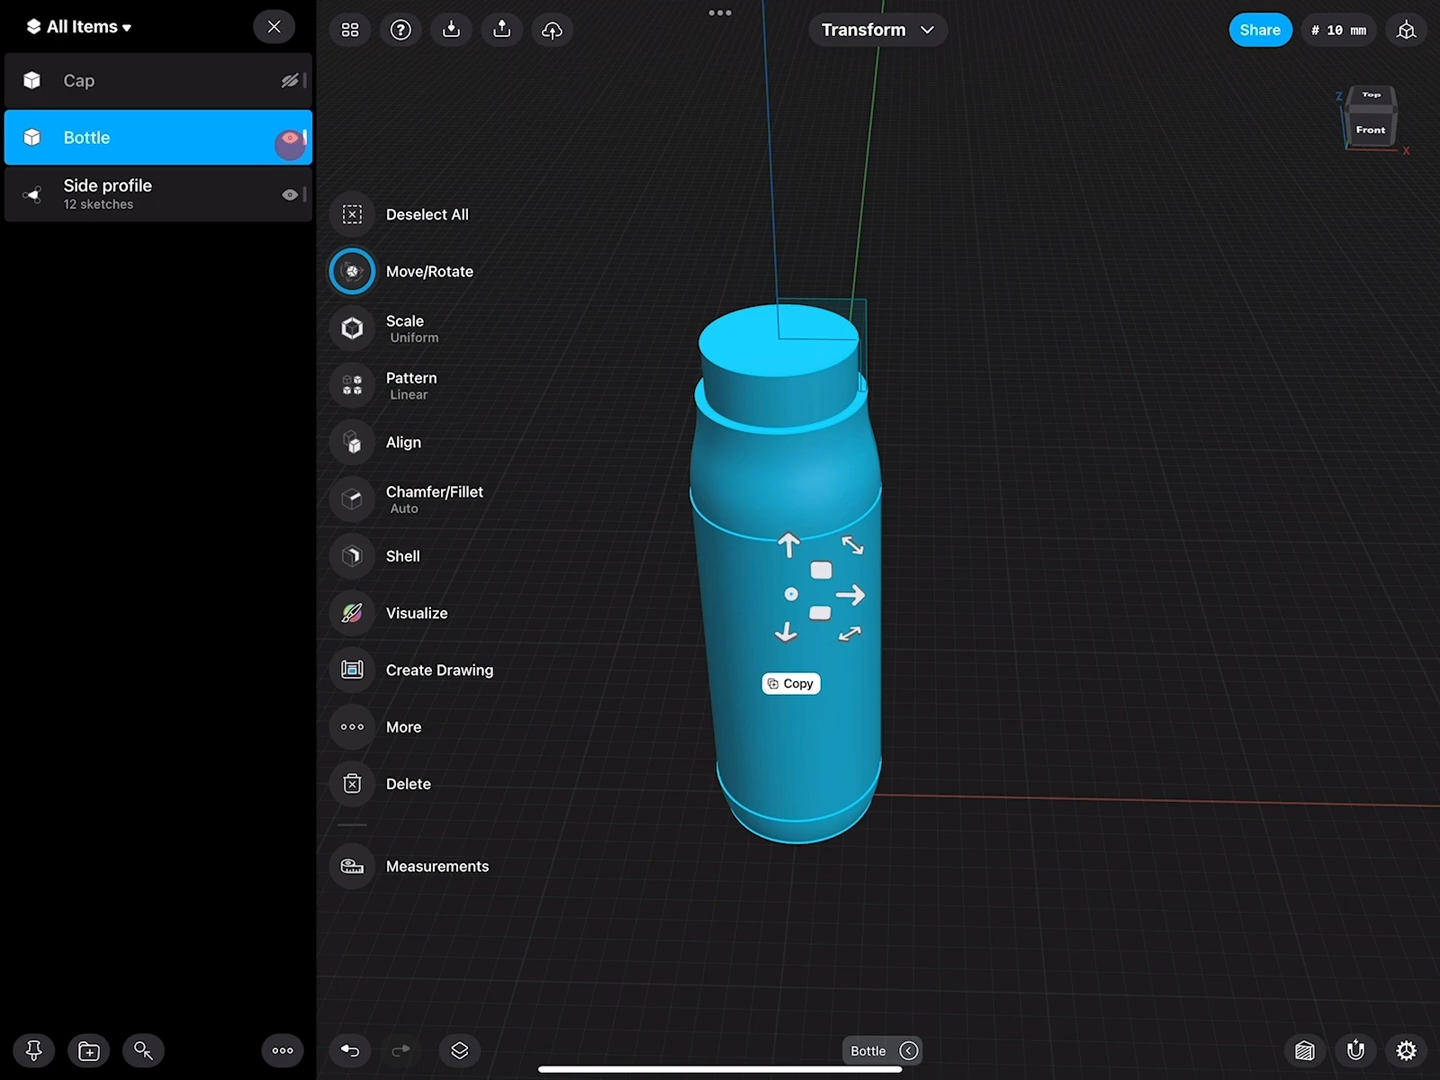 All Items
Cap
Bottle
Side profile
12 sketches
Transform
Share
# 10 mm
Top
Front
Z
X
Deselect All
Move/Rotate
Scale
Uniform
Pattern
Linear
Align
Chamfer/Fillet
Auto
Shell
Visualize
Create Drawing
More
Delete
Measurements
Copy
Bottle